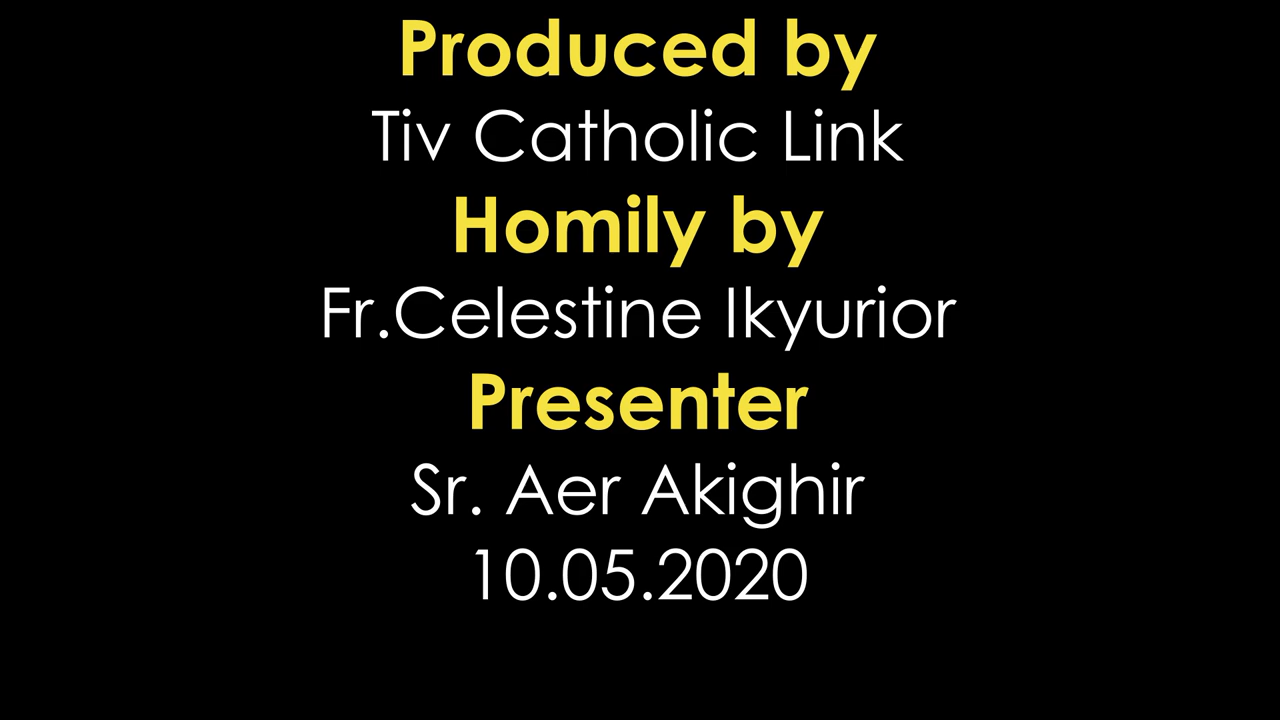 Produced by
Tiv Catholic Link
Homily by
Fr.Celestine Ikyurior
Presenter
Sr. Aer Akighir
10.05.2020